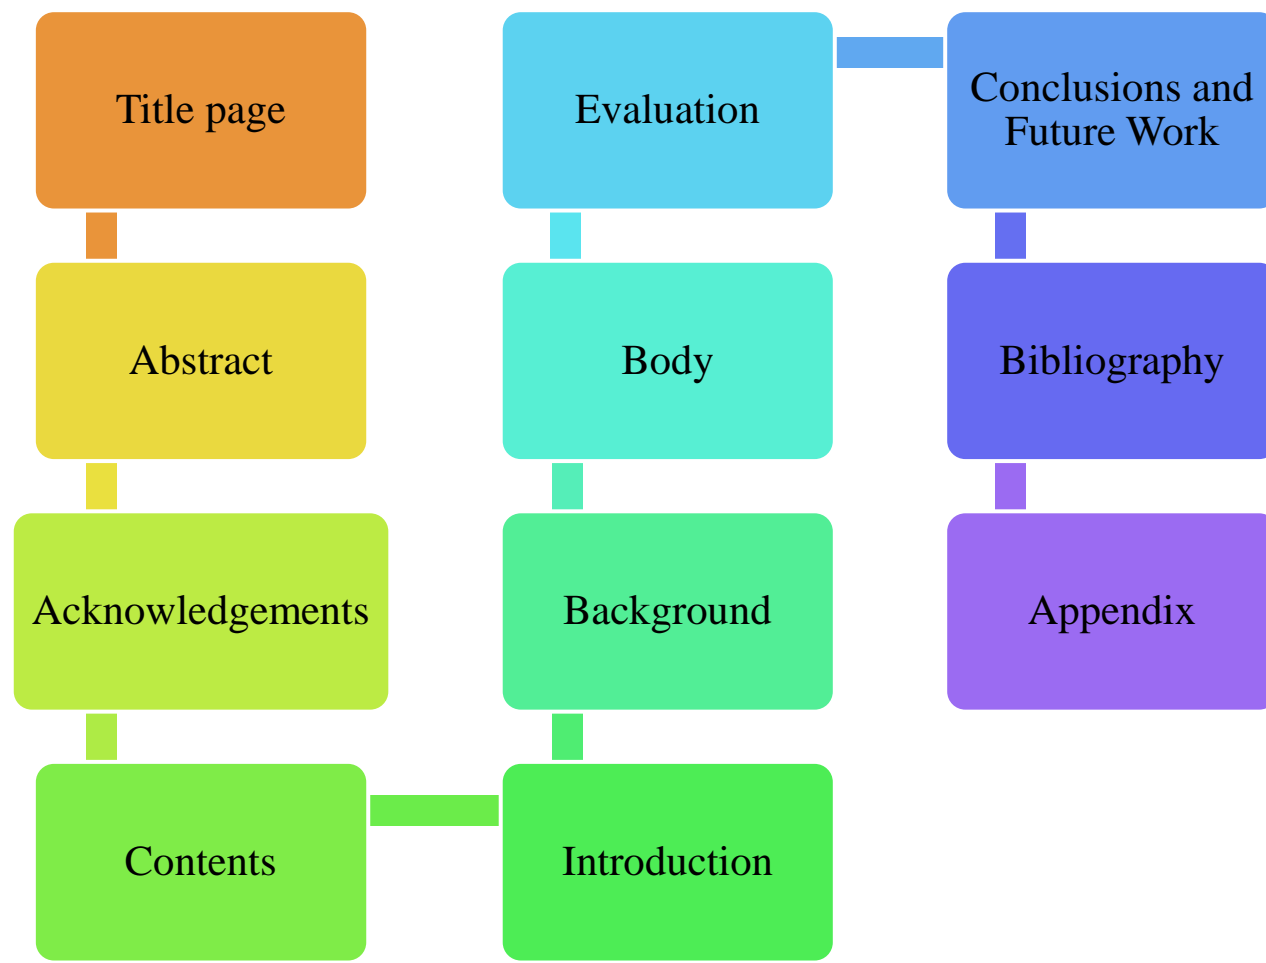 Title page
Abstract
Acknowledgements
Contents
Introduction
Background
Body
Evaluation
Conclusions and
Future Work
Bibliography
Appendix